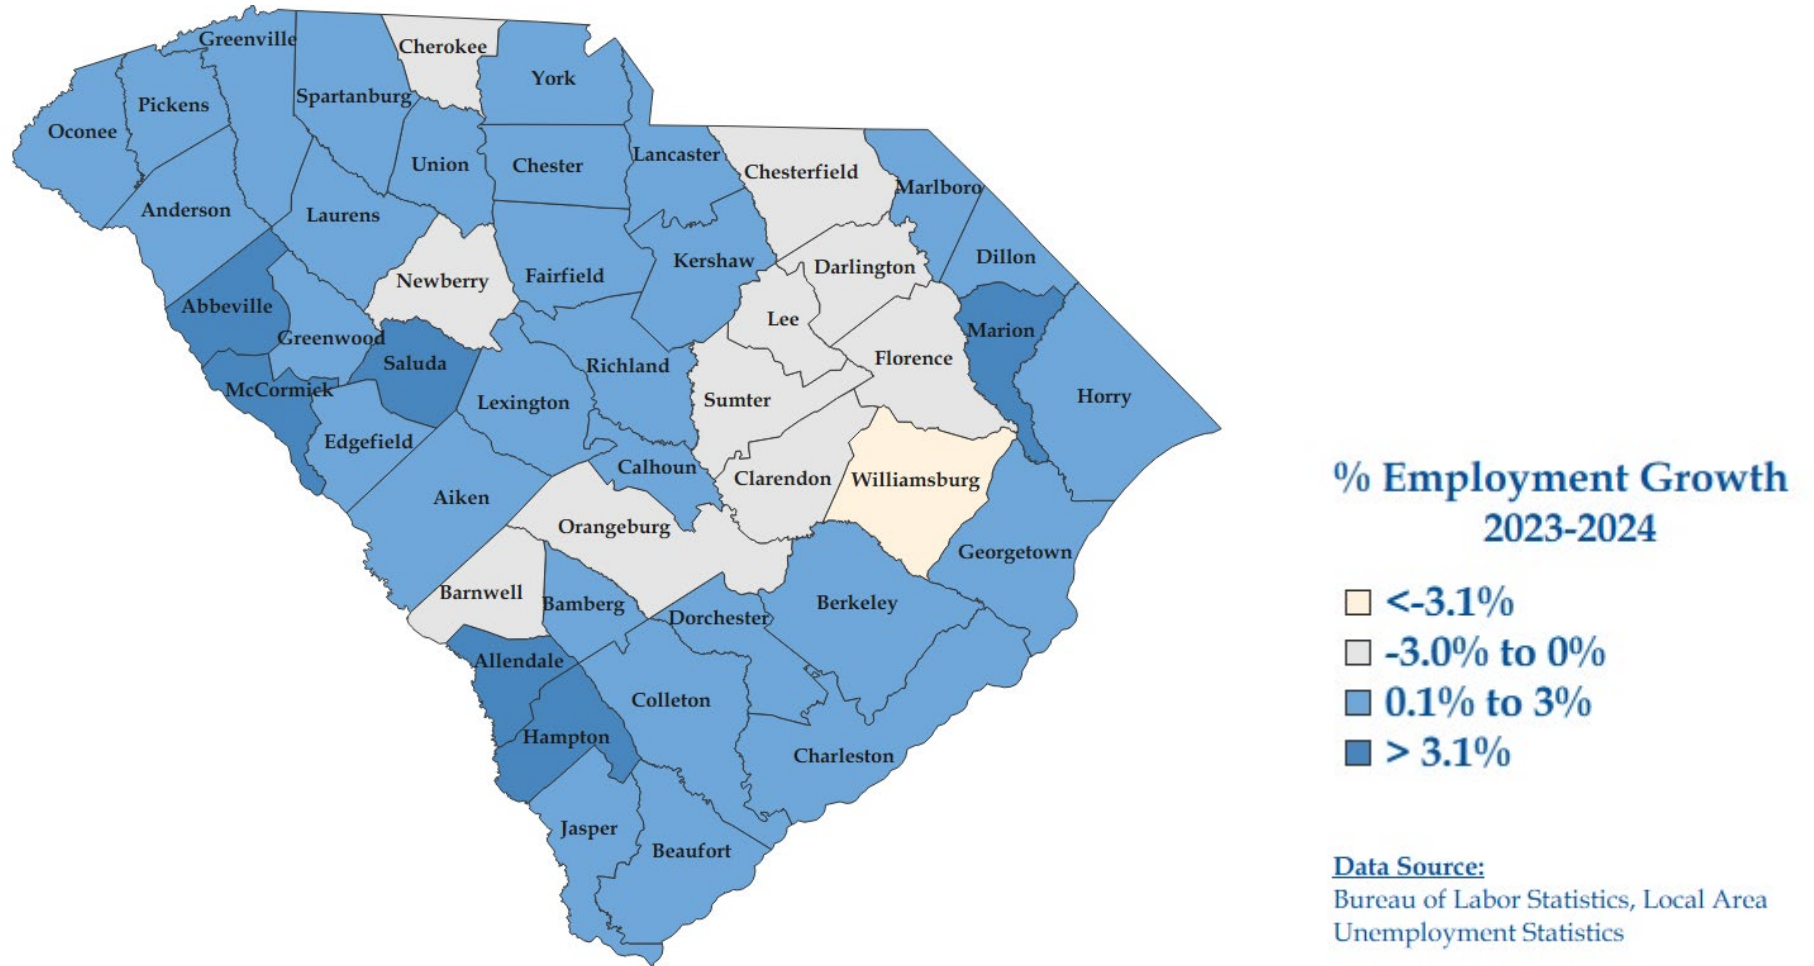 Greenville
Cherokee
York
Spartanburg
Pickens
Oconee
Union
Chester
Lancaster
Chesterfield
Marlboro
Anderson
Laurens
Dillon
Kershaw
Darlington
Fairfield
Newberry
Abbeville
Lee
Marion
Greenwood
Florence
Saluda
Richland
McCormick
Horry
Sumter
Lexington
Edgefield
Calhoun
Clarendon
Williamsburg
Aiken
Orangeburg
Georgetown
Barnwell
Bamberg
Berkeley
Dorchester
Allendale
Colleton
Hampton
Charleston
Jasper
Beaufort
% Employment Growth
2023-2024
<-3.1%
-3.0% to 0%
0.1% to 3%
> 3.1%
Data Source:
Bureau of Labor Statistics, Local Area
Unemployment Statistics